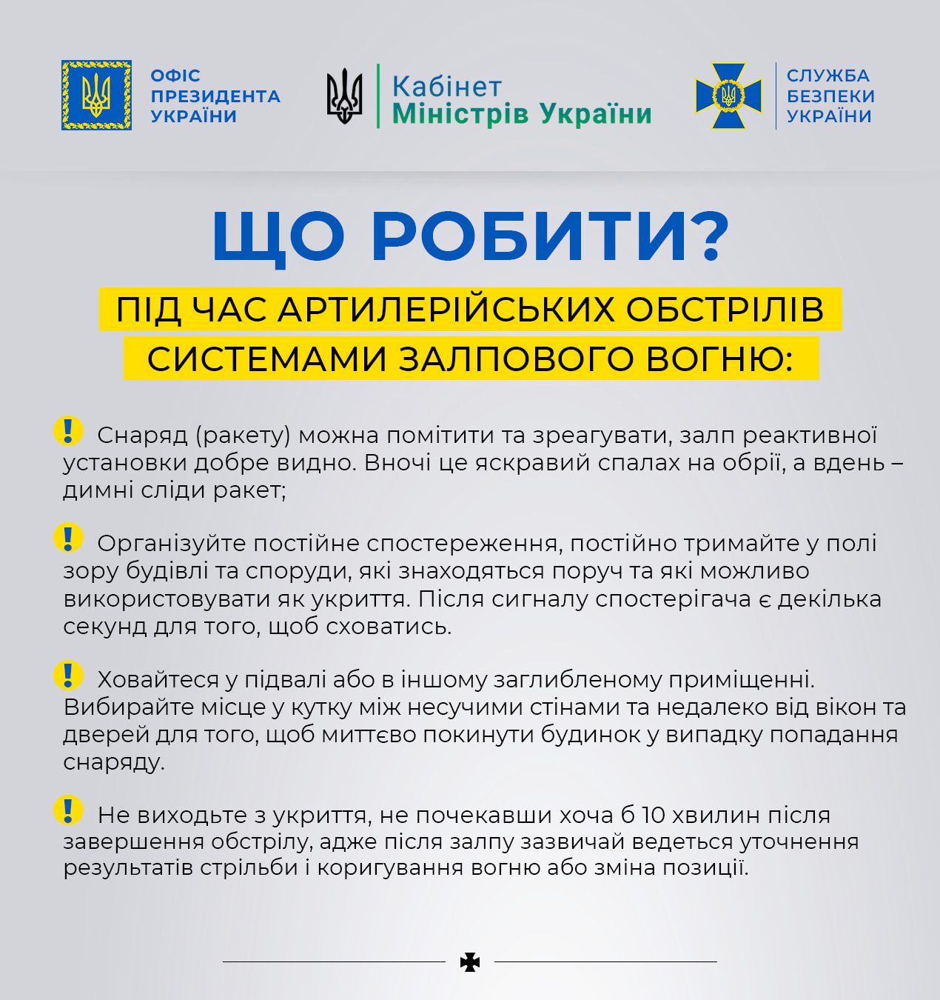 ОФІС
ПРЕЗИДЕНТА
УКРАЇНИ
Кабінет
Міністрів України
СЛУЖБА
БЕЗПЕКИ
УКРАЇНИ
ЩО РОБИТИ?
ПІД ЧАС АРТИЛЕРІЙСЬКИХ ОБСТРІЛІВ
СИСТЕМАМИ ЗАЛПОВОГО ВОГНЮ:
! Снаряд (ракету) можна помітити та зреагувати, залп реактивної
установки добре видно. Вночі це яскравий спалах на обрії, а вдень –
димні сліди ракет;
! Організуйте постійне спостереження, постійно тримайте у полі
зору будівлі та споруди, які знаходяться поруч та які можливо
використовувати як укриття. Після сигналу спостерігача є декілька
секунд для того, щоб сховатись.
! Ховайтеся у підвалі або в іншому заглибленому приміщенні.
Вибирайте місце у кутку між несучими стінами та недалеко від вікон та
дверей для того, щоб миттєво покинути будинок у випадку попадання
снаряду.
! Не виходьте з укриття, не почекавши хоча б 10 хвилин після
завершення обстрілу, адже після залпу зазвичай ведеться уточнення
результатів стрільби і коригування вогню або зміна позиції.